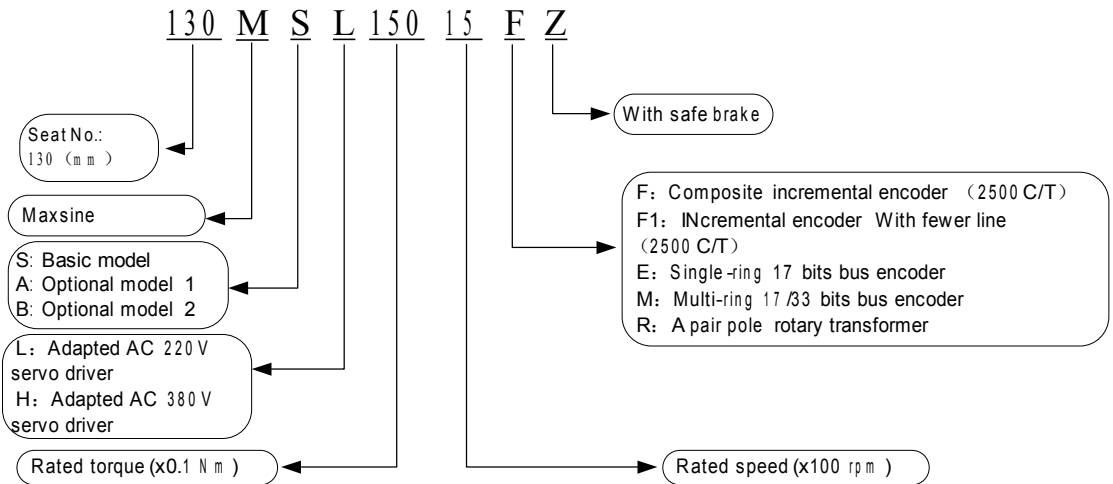 130 M S L 150 15 F Z
With safe brake
Seat No.:
130（mm）
Maxsine
S: Basic model
A: Optional model 1
B: Optional model 2
L：Adapted AC 220V
servo driver
H：Adapted AC 380V
servo driver
Rated torque (x0.1 Nm)
F：Composite incremental encoder （2500 C/T）
F1：INcremental encoder With fewer line
（2500 C/T）
E：Single-ring 17 bits bus encoder
M：Multi-ring 17/33 bits bus encoder
R：A pair pole rotary transformer
Rated speed (x100 rpm)